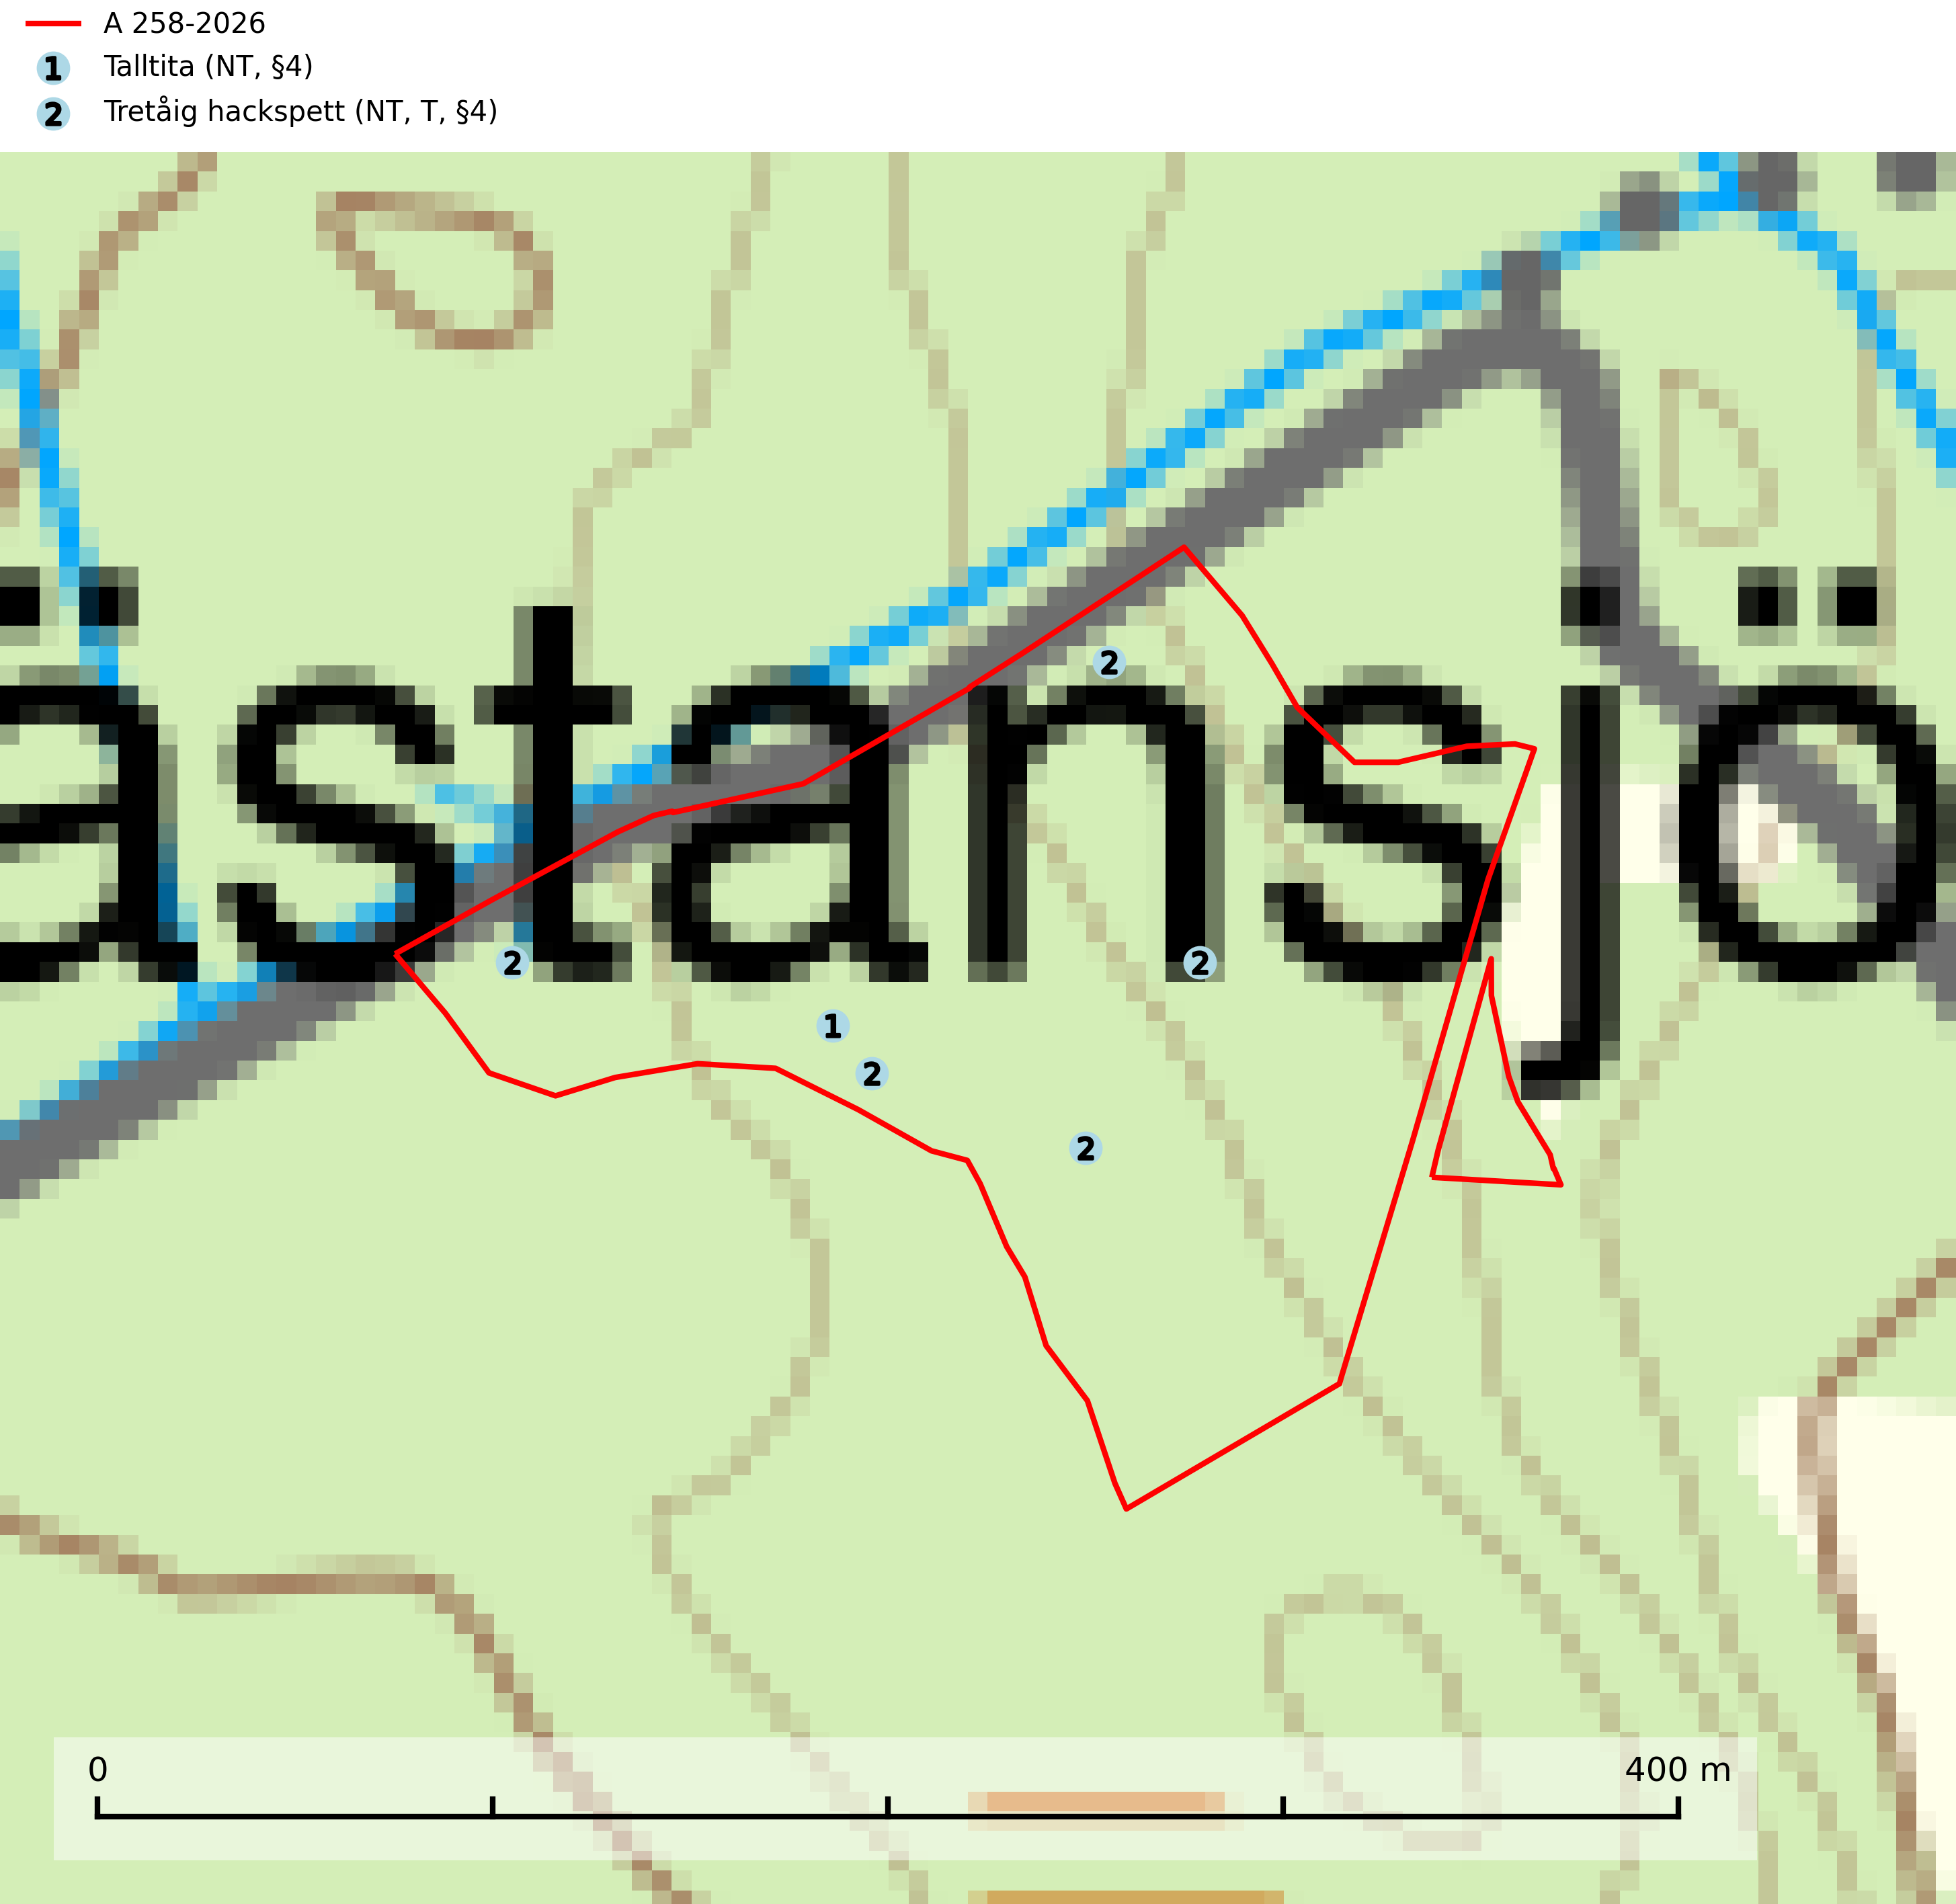 A 258-2026
1 Talltita (NT, §4)
2 Tretåig hackspett (NT, T, §4)
2
2 2
1
2
2
0 400 m